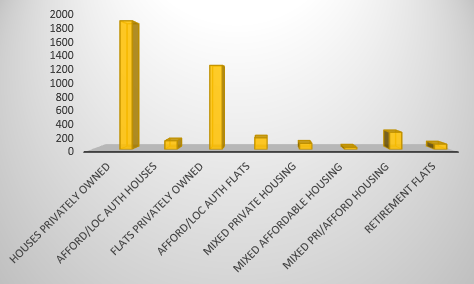 2000
1800
1600
1400
1200
1000
800
600
400
200
0
HOUSES PRIVATELY OWNED
AFFORD/LOC AUTH HOUSES
FLATS PRIVATELY OWNED
AFFORD/LOC AUTH FLATS
MIXED PRIVATE HOUSING
MIXED AFFORDABLE HOUSING
MIXED PRI/AFFORD HOUSING
RETIREMENT FLATS